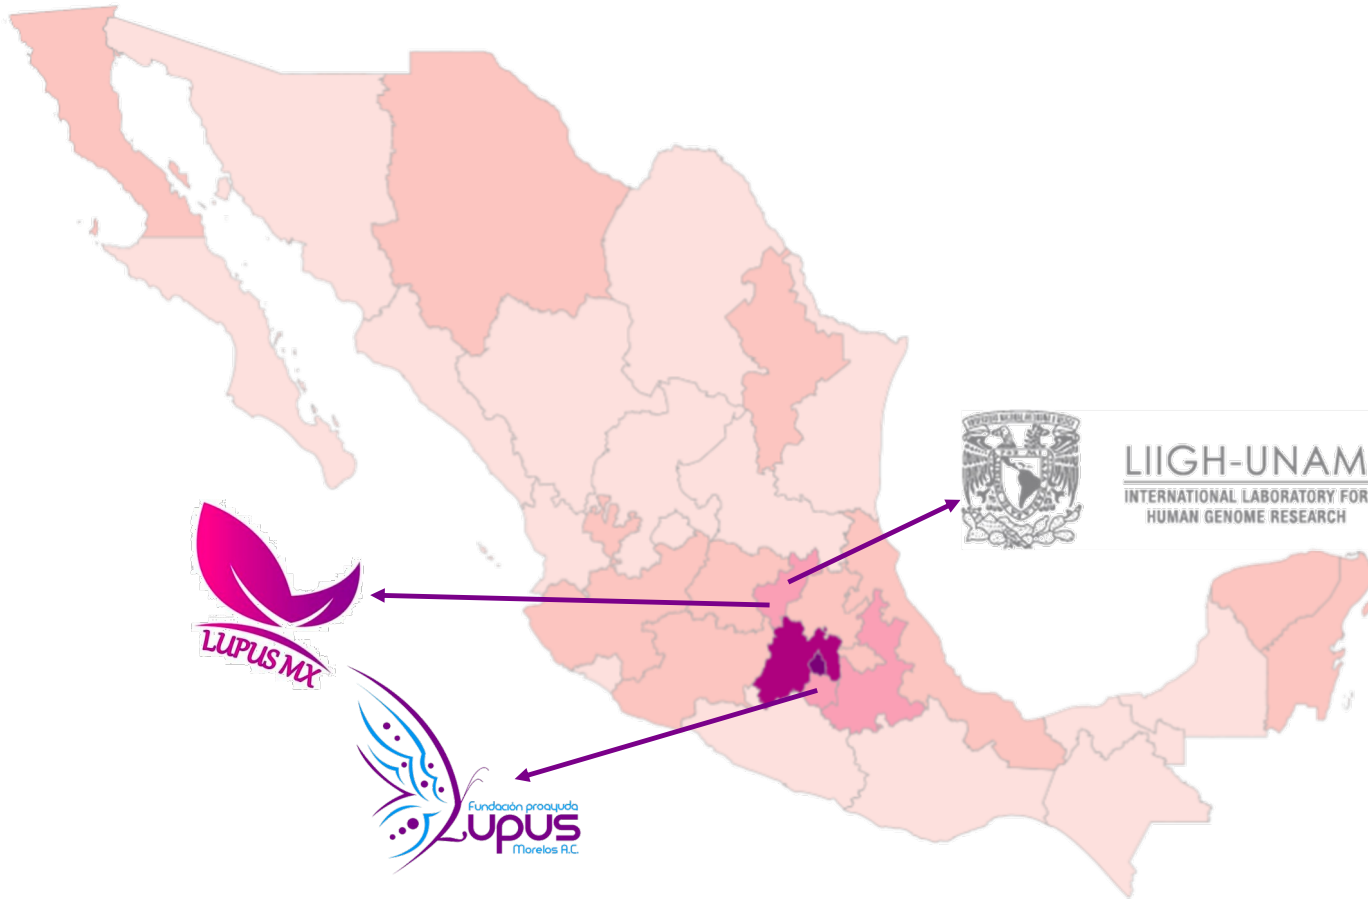 LIIGH-UNAM
INTERNATIONAL LABORATORY FOR
HUMAN GENOME RESEARCH
LUPUS MX
Fundación proayuda
Lupus
Morelos A.C.